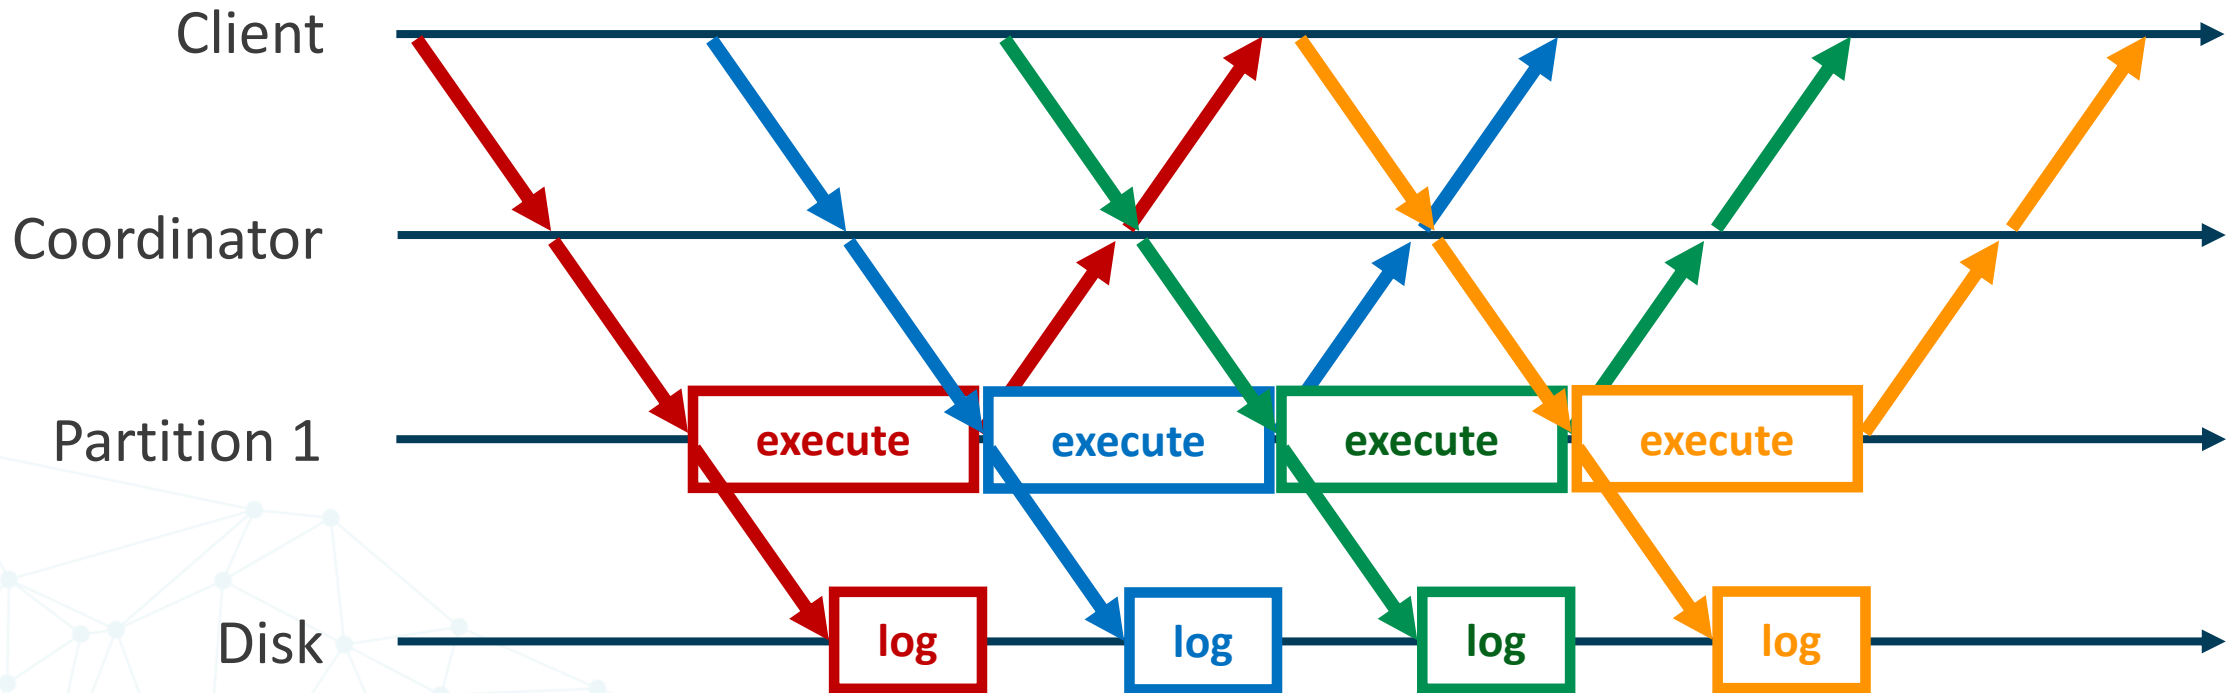 Client
Coordinator
Partition 1
execute
execute
execute
execute
Disk
log
log
log
log